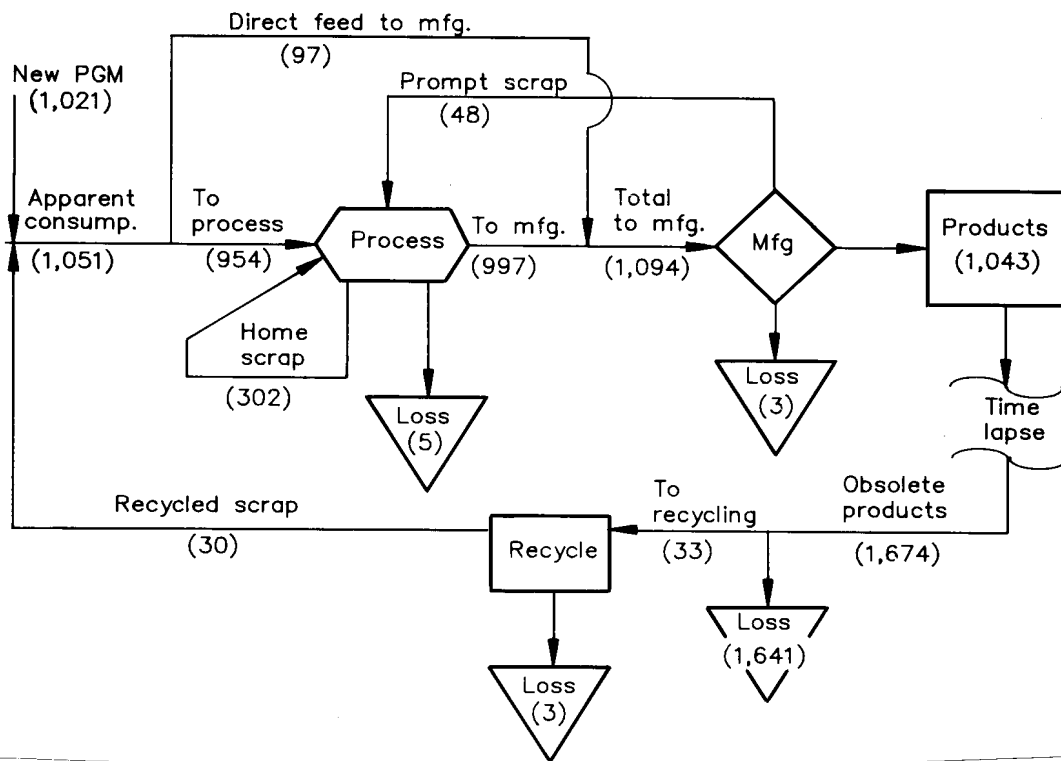 Direct feed to mfg.
(97)
New PGM
(1,021)
Prompt scrap
(48)
Apparent
consump.
(1,051)
To
process
(954)
Process
To mfg.
(997)
Total
to mfg.
(1,094)
Mfg
Products
(1,043)
Home
scrap
(302)
Loss
(5)
Loss
(3)
Time
lapse
Recycled scrap
(30)
Recycle
To
recycling
(33)
Obsolete
products
(1,674)
Loss
(1,641)
Loss
(3)